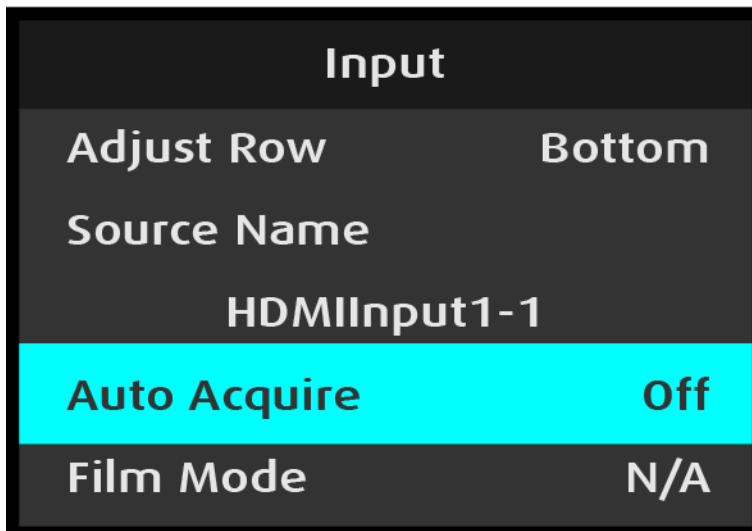 Input
Adjust Row Bottom
Source Name
HDMIInput1-1
Auto Acquire Off
Film Mode N/A